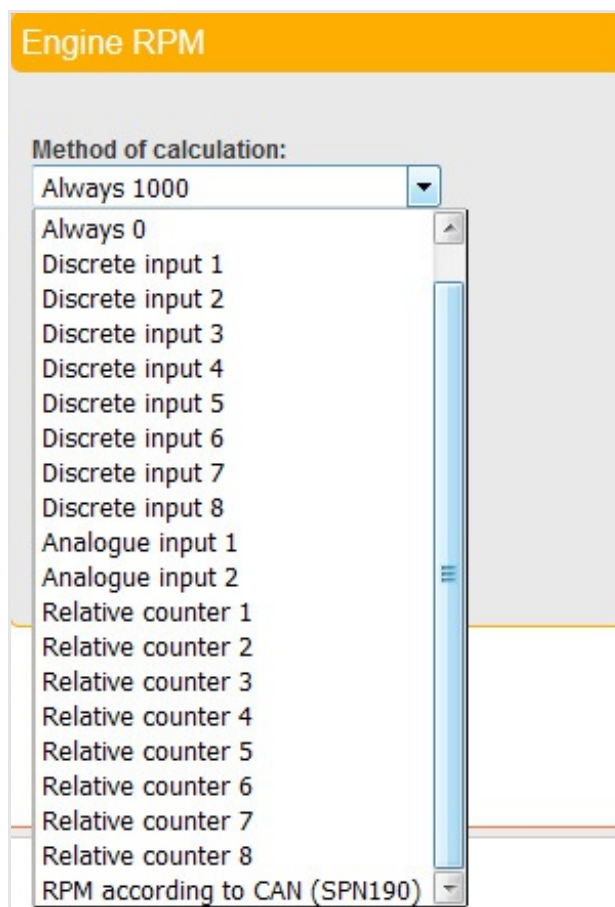 Engine RPM
Method of calculation:
Always 1000
Always 0
Discrete input 1
Discrete input 2
Discrete input 3
Discrete input 4
Discrete input 5
Discrete input 6
Discrete input 7
Discrete input 8
Analogue input 1
Analogue input 2
Relative counter 1
Relative counter 2
Relative counter 3
Relative counter 4
Relative counter 5
Relative counter 6
Relative counter 7
Relative counter 8
RPM according to CAN (SPN190)